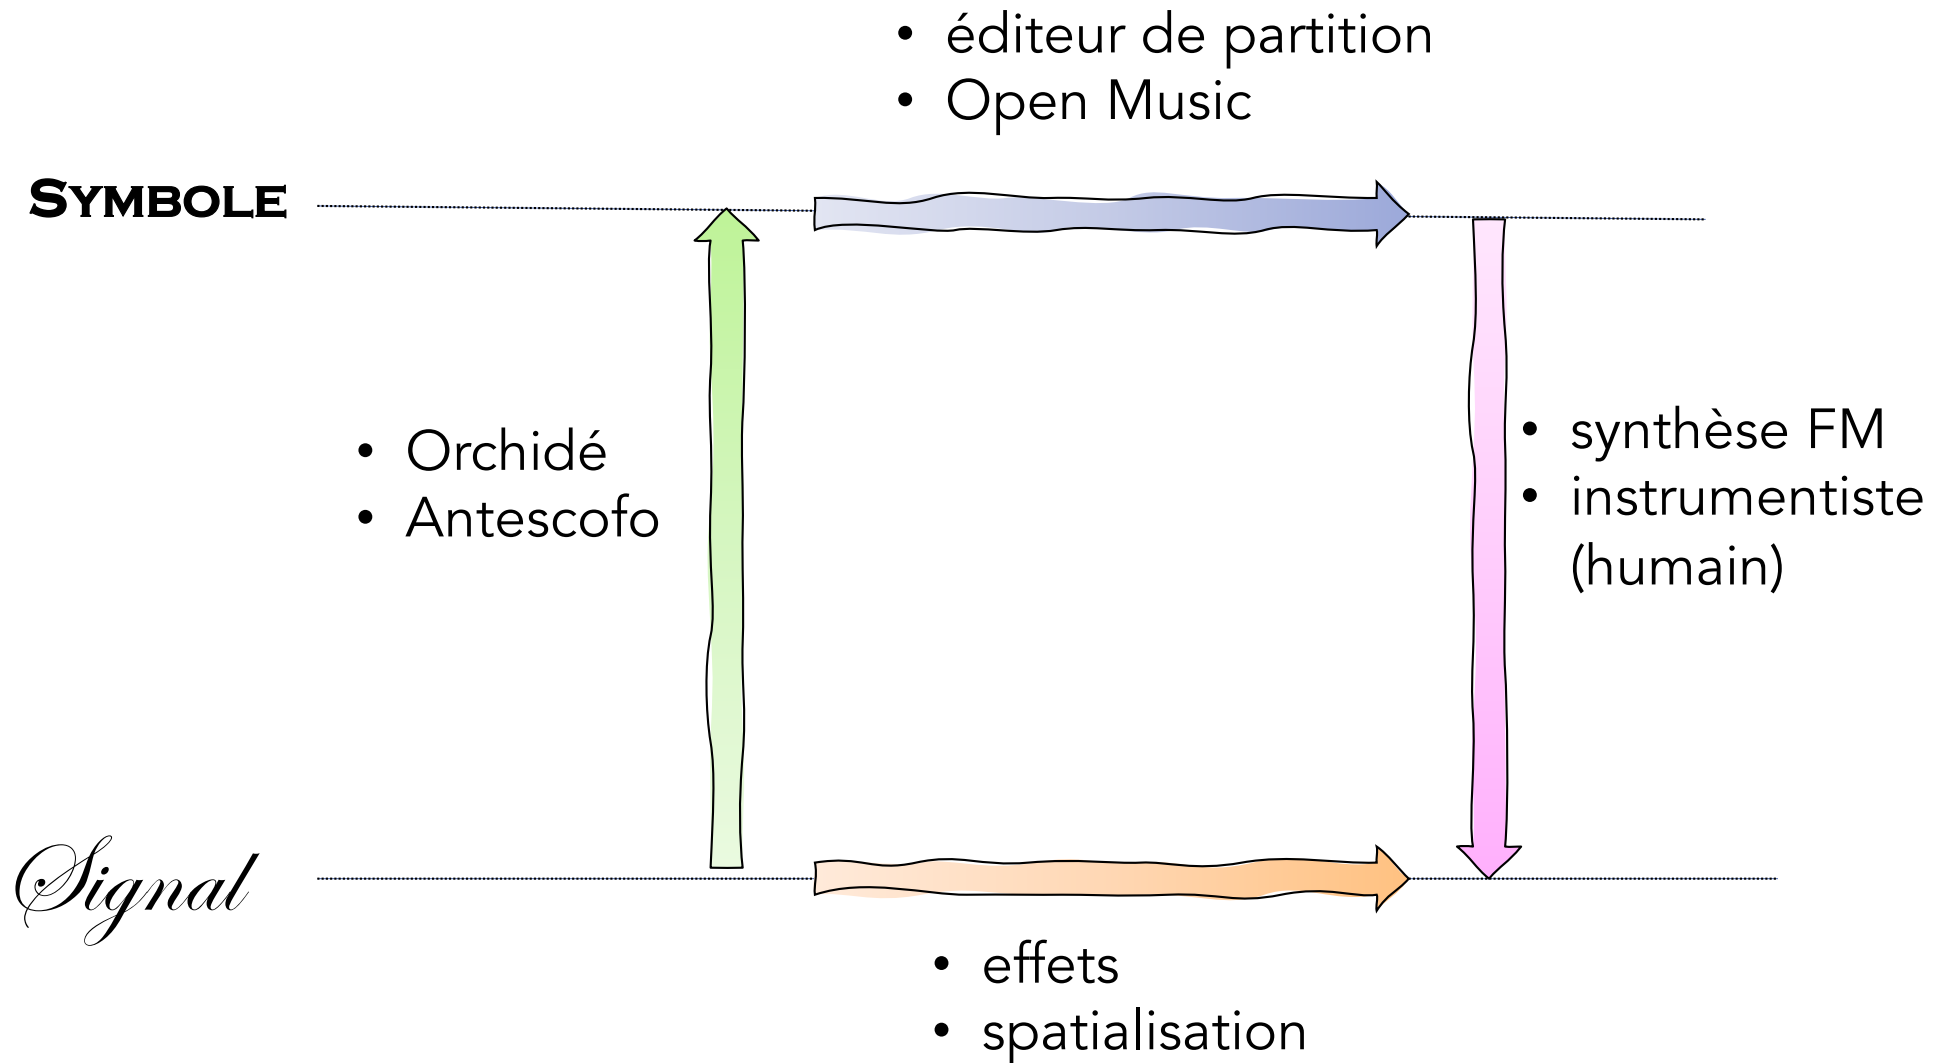 • éditeur de partition
• Open Music
SYMBOLE
• Orchidé
• Antescofo
• synthèse FM
• instrumentiste
(humain)
Signal
• effets
• spatialisation